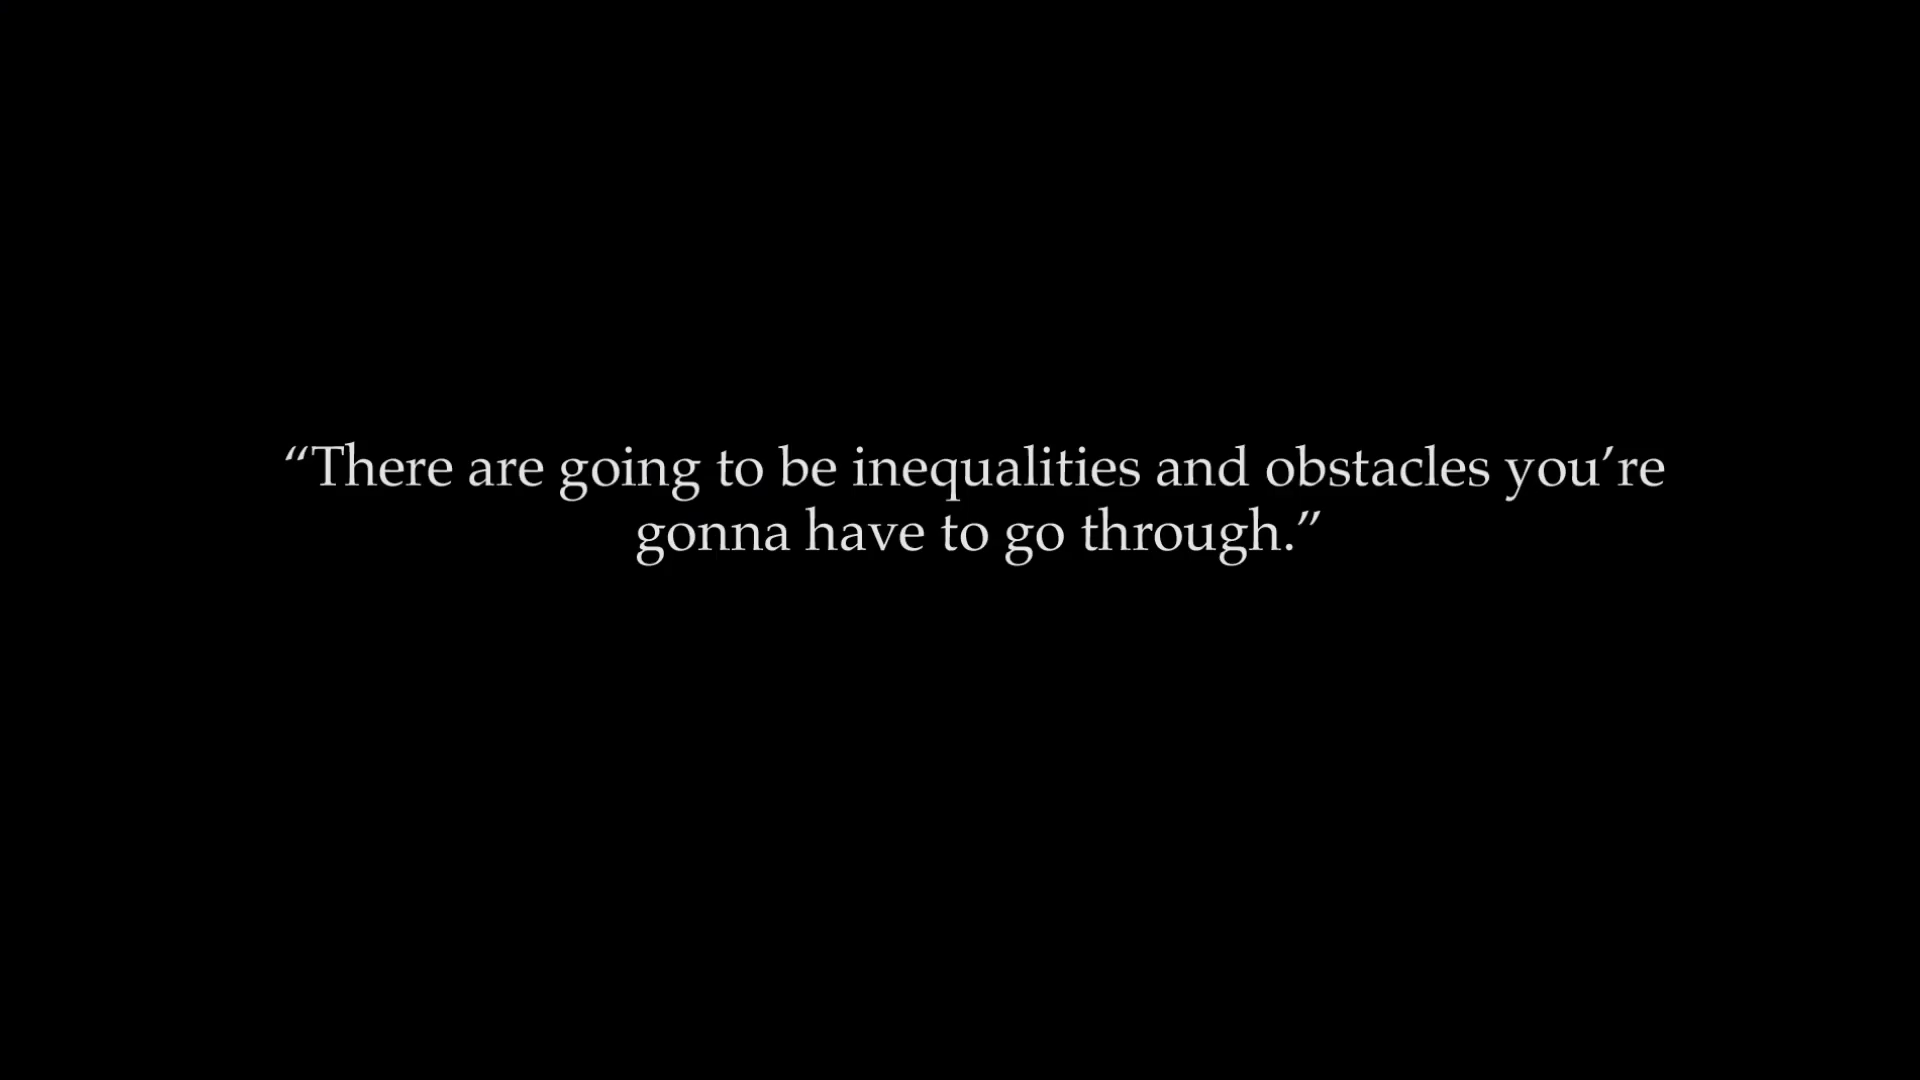 “There are going to be inequalities and obstacles you’re
gonna have to go through.”